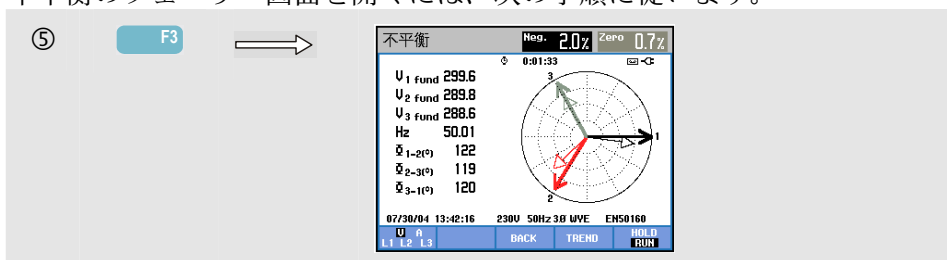 不平衡のフェーザー画面を開くには、次の手順に従います。
⑤ F3
不平衡 Neg. 2.0% Zero 0.7%
0:01:33
V1 fund 299.6
V2 fund 289.8
V3 fund 288.6
Hz 50.01
Φ1-2(°) 122
Φ2-3(°) 119
Φ3-1(°) 120
3
1
2
07/30/04 13:42:16 230V 50Hz 3Ø WYE EN50160
V A
L1 L2 L3
BACK
TREND
HOLD
RUN